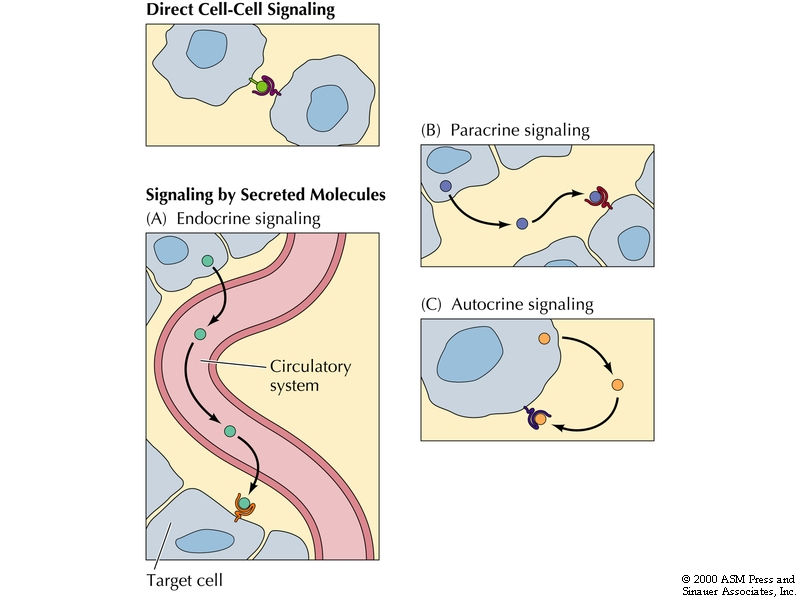 Direct Cell-Cell Signaling
Signaling by Secreted Molecules
(A) Endocrine signaling
Circulatory
system
Target cell
(B) Paracrine signaling
(C) Autocrine signaling
© 2000 ASM Press and
Sinauer Associates, Inc.